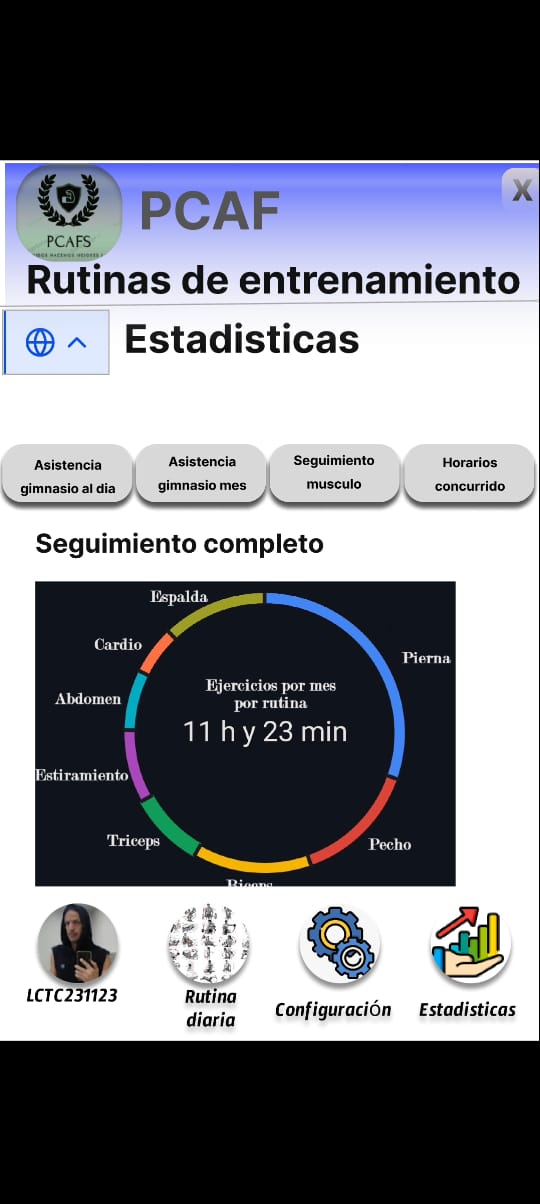 PCAFS
PCAF
X
Rutinas de entrenamiento
Estadisticas
Asistencia
gimnasio al dia
Asistencia
gimnasio mes
Seguimiento
musculo
Horarios
concurrido
Seguimiento completo
Espalda
Cardio
Pierna
Abdomen
Ejercicios por mes
por rutina
11 h y 23 min
Estiramiento
Triceps
Pecho
Biceps
LCTC231123
Rutina
diaria
Configuración
Estadisticas